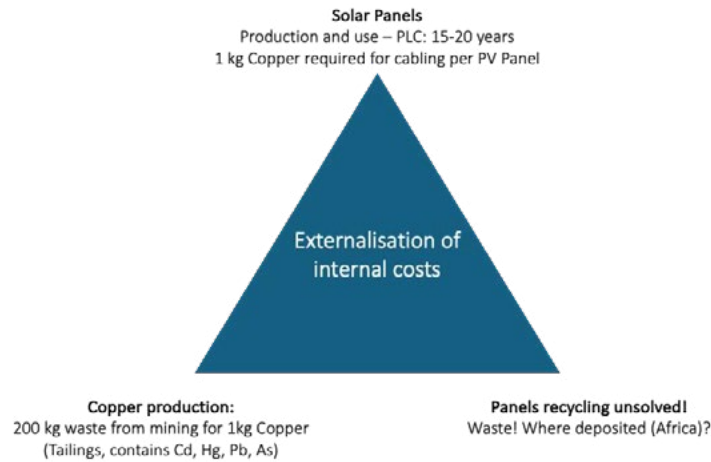 Solar Panels
Production and use – PLC: 15-20 years
1 kg Copper required for cabling per PV Panel
Externalisation of
internal costs
Copper production:
200 kg waste from mining for 1kg Copper
(Tailings, contains Cd, Hg, Pb, As)
Panels recycling unsolved!
Waste! Where deposited (Africa)?